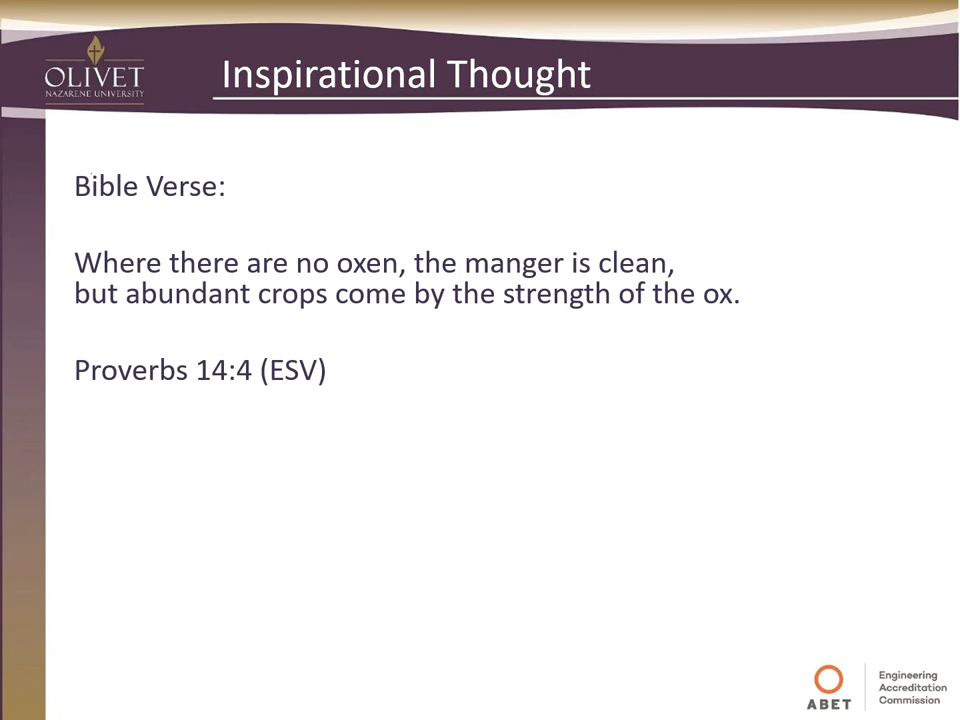 OLIVET
NAZARENE UNIVERSITY
Inspirational Thought
Bible Verse:
Where there are no oxen, the manger is clean,
but abundant crops come by the strength of the ox.
Proverbs 14:4 (ESV)
ABET
Engineering
Accreditation
Commission